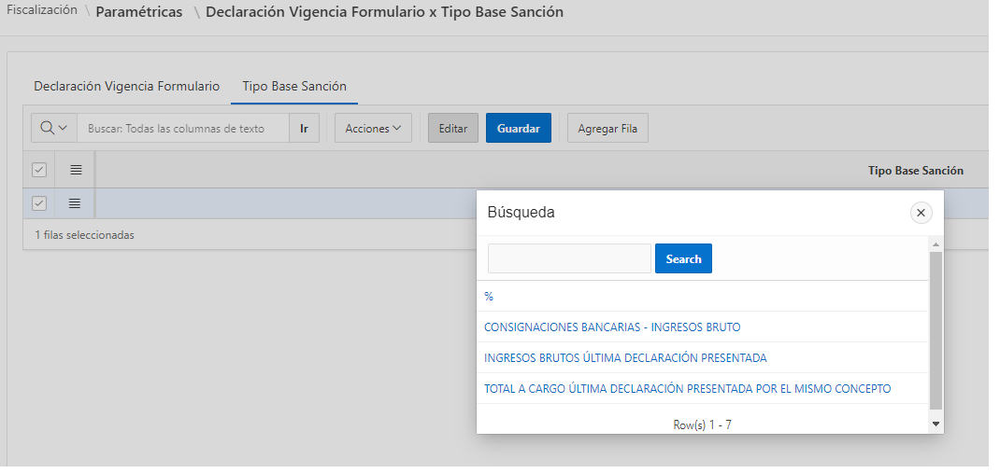 Fiscalización \ Paramétricas \ Declaración Vigencia Formulario x Tipo Base Sanción
Declaración Vigencia Formulario Tipo Base Sanción
Buscar: Todas las columnas de texto Ir Acciones Editar Guardar Agregar Fila
Tipo Base Sanción
Búsqueda
1 filas seleccionadas
Search
%
CONSIGNACIONES BANCARIAS - INGRESOS BRUTO
INGRESOS BRUTOS ÚLTIMA DECLARACIÓN PRESENTADA
TOTAL A CARGO ÚLTIMA DECLARACIÓN PRESENTADA POR EL MISMO CONCEPTO
Row(s) 1 - 7